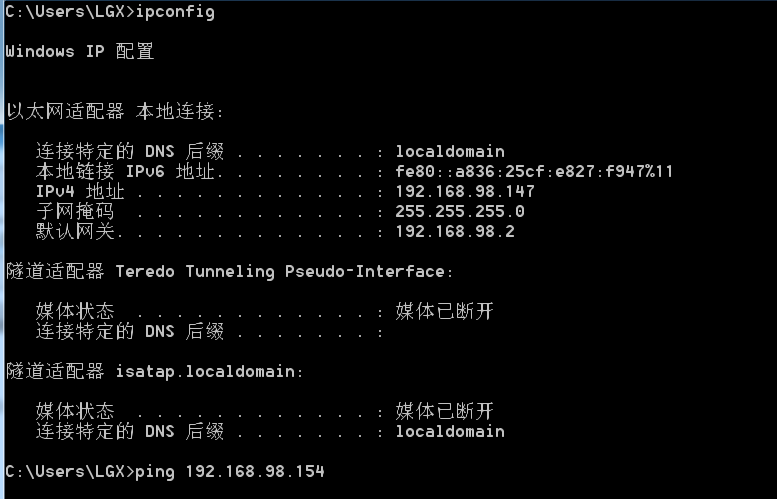 C:\Users\LGX>ipconfig
Windows IP 配置
以太网适配器 本地连接:
连接特定的 DNS 后缀 . . . . . . . : localdomain
本地链接 IPv6 地址. . . . . . . . : fe80::a836:25cf:e827:f947%11
IPv4 地址 . . . . . . . . . . . . : 192.168.98.147
子网掩码  . . . . . . . . . . . . : 255.255.255.0
默认网关. . . . . . . . . . . . . : 192.168.98.2
隧道适配器 Teredo Tunneling Pseudo-Interface:
媒体状态  . . . . . . . . . . . . : 媒体已断开
连接特定的 DNS 后缀 . . . . . . . :
隧道适配器 isatap.localdomain:
媒体状态  . . . . . . . . . . . . : 媒体已断开
连接特定的 DNS 后缀 . . . . . . . : localdomain
C:\Users\LGX>ping 192.168.98.154